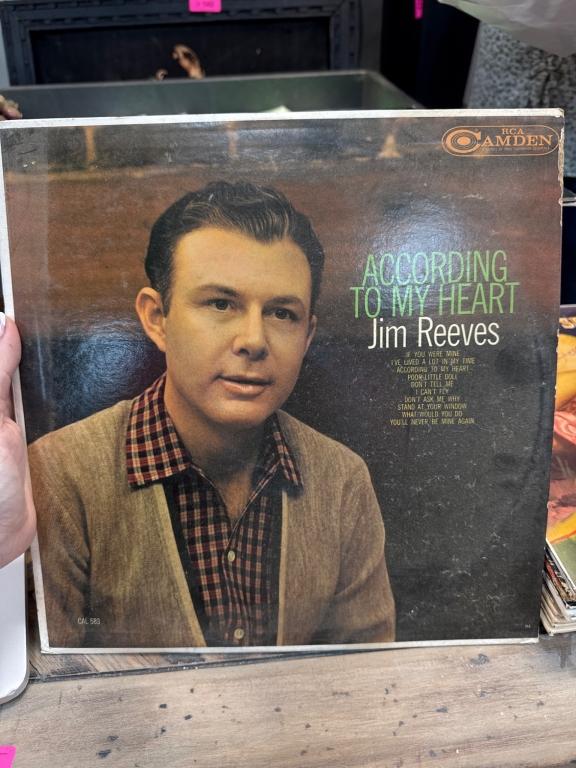 RCA
CAMDEN
ACCORDING
TO MY HEART
Jim Reeves
IF YOU WERE MINE
I'VE LIVED A LOT IN MY TIME
ACCORDING TO MY HEART
POOR LITTLE DOLL
DON'T TELL ME
I CAN'T FLY
DON'T ASK ME WHY
STAND AT YOUR WINDOW
WHAT WOULD YOU DO
YOU'LL NEVER BE MINE AGAIN
CAL 583